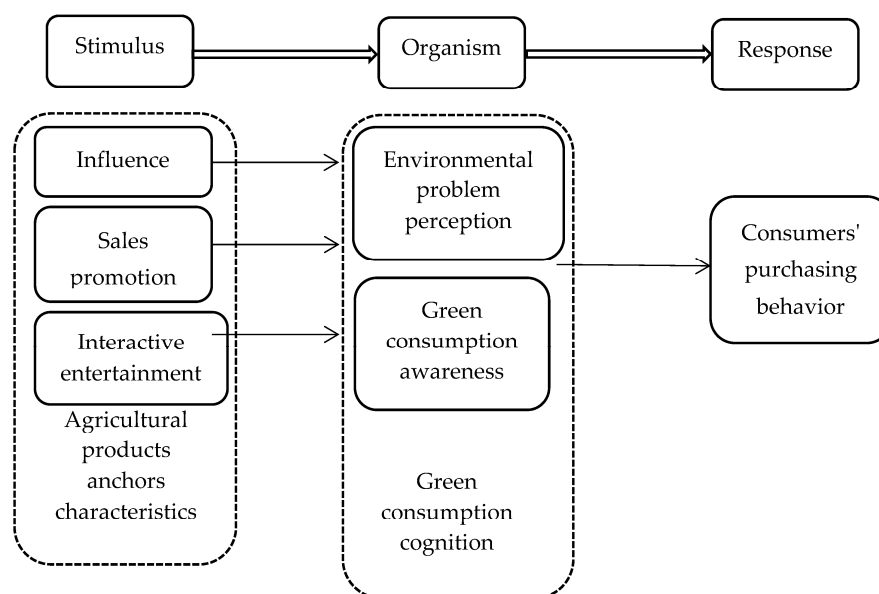 Stimulus
Organism
Response
Influence
Sales
promotion
Interactive
entertainment
Agricultural
products
anchors
characteristics
Environmental
problem
perception
Green
consumption
awareness
Green
consumption
cognition
Consumers'
purchasing
behavior